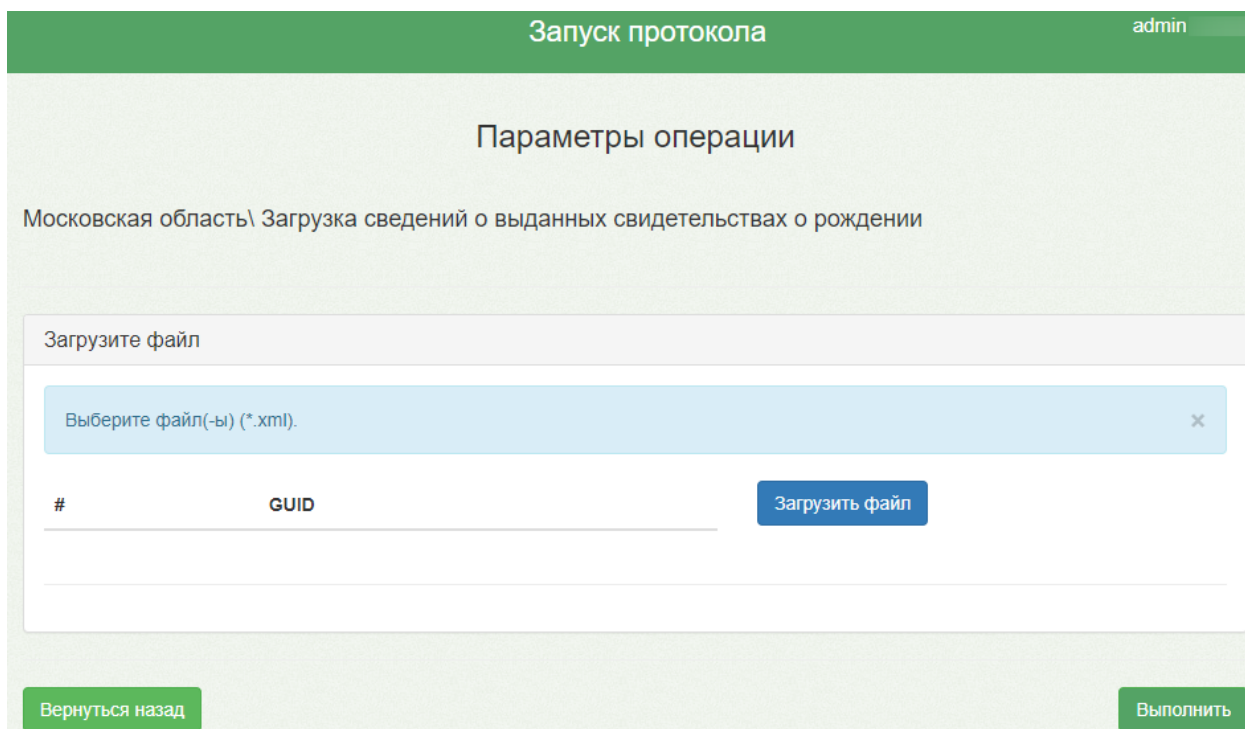 Запуск протокола
admin
Параметры операции
Московская область\ Загрузка сведений о выданных свидетельствах о рождении
Загрузите файл
Выберите файл(-ы) (*.xml).
×
# GUID
Загрузить файл
Вернуться назад
Выполнить